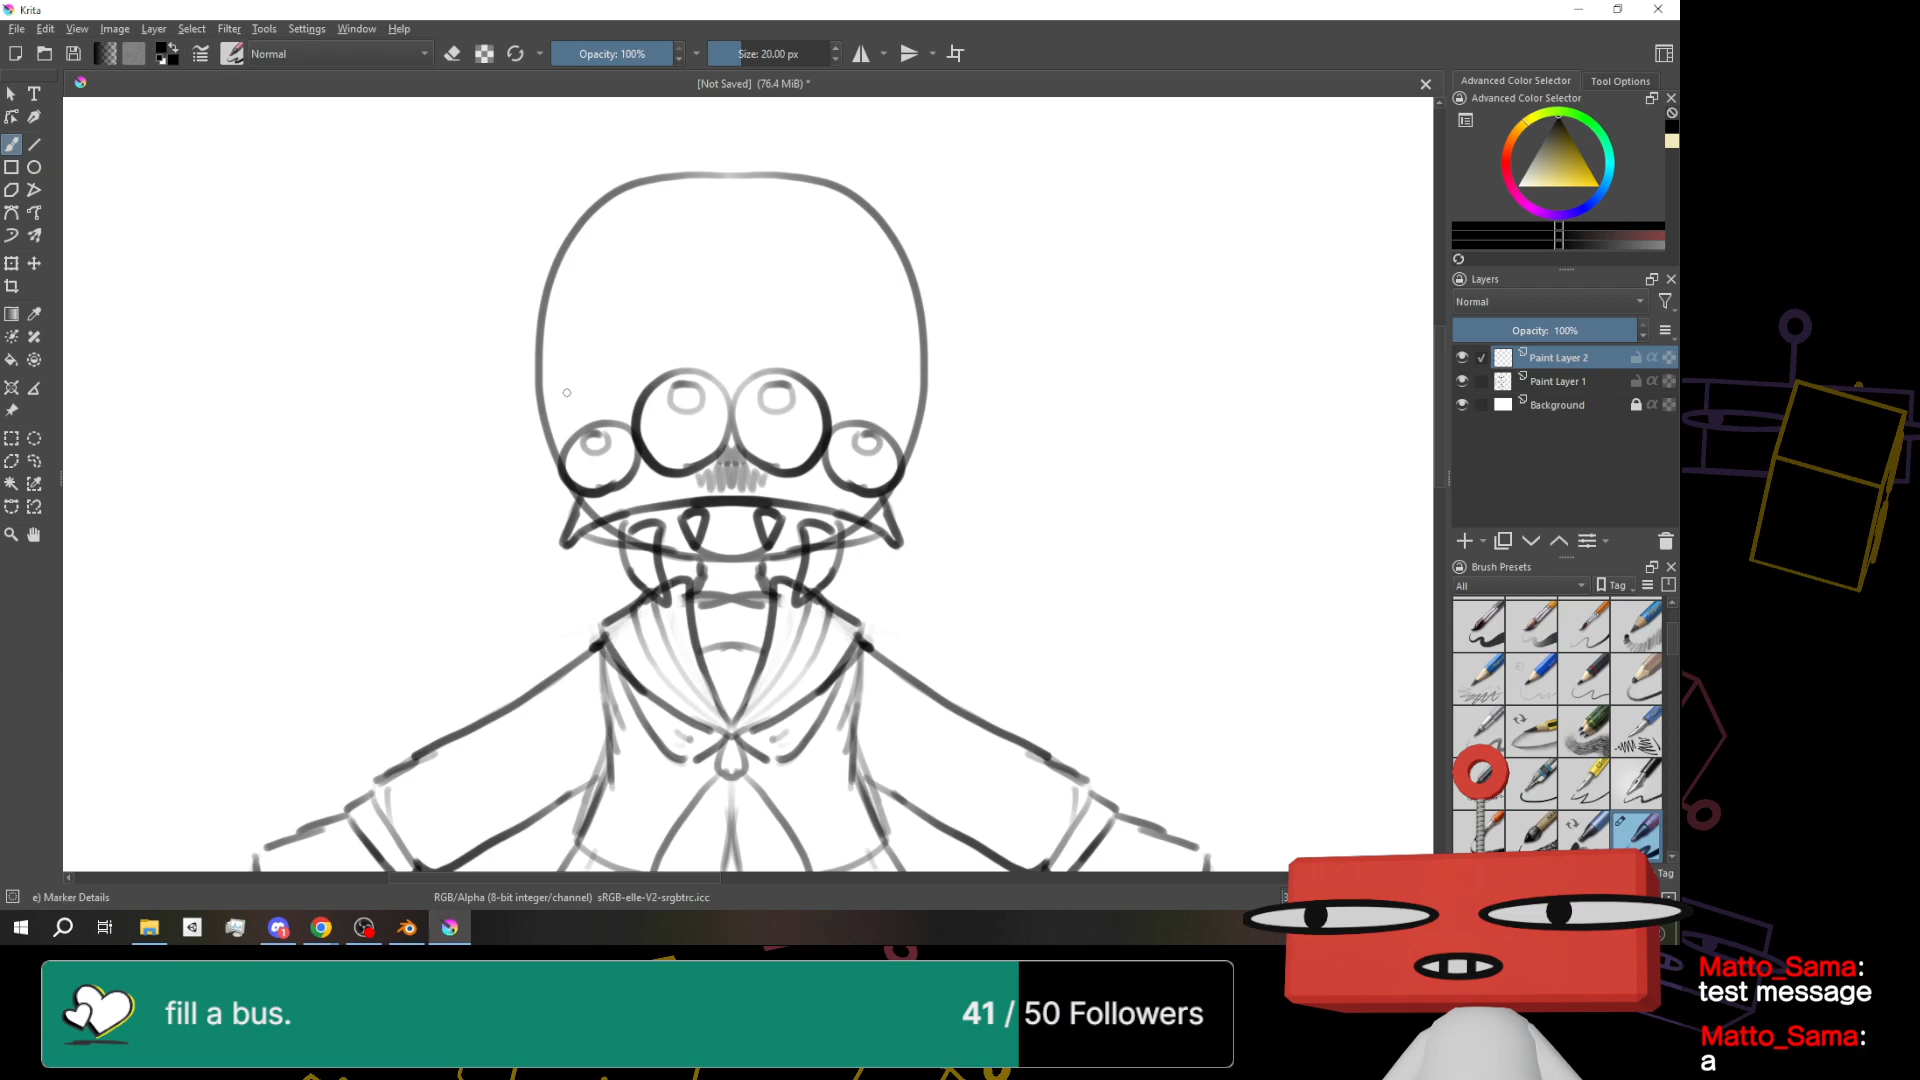 Krita
File Edit View Image Layer Select Filter Tools Settings Window Help
Normal
Opacity: 100%
Size: 20.00 px
[Not Saved] (76.4 MiB) *
Advanced Color Selector
Tool Options
Advanced Color Selector
Layers
Normal
Opacity: 100%
Paint Layer 2
Paint Layer 1
Background
Brush Presets
All
Tag
Tag
e) Marker Details
RGB/Alpha (8-bit integer/channel) sRGB-elle-V2-srgbtrc.icc
fill a bus.
41 / 50 Followers
Matto_Sama:
test message
Matto_Sama:
a